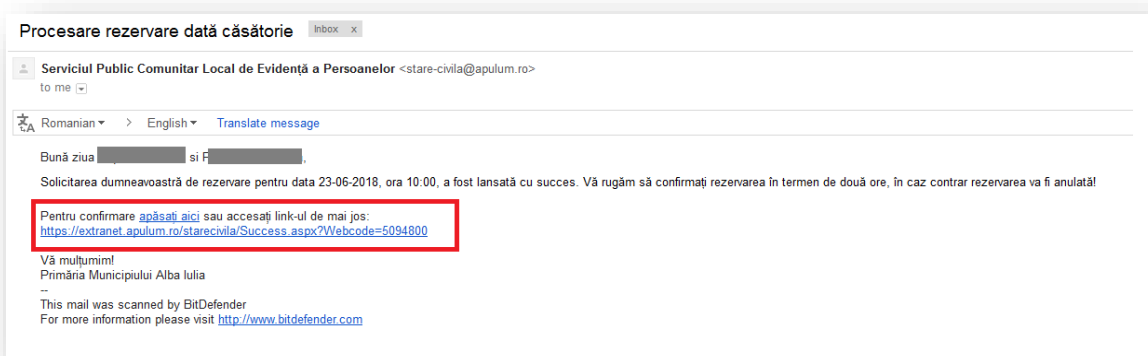 Procesare rezervare dată căsătorie Inbox x
Serviciul Public Comunitar Local de Evidență a Persoanelor <stare-civila@apulum.ro>
to me
Romanian > English Translate message
Bună ziua si
Solicitarea dumneavoastră de rezervare pentru data 23-06-2018, ora 10:00, a fost lansată cu succes. Vă rugăm să confirmați rezervarea în termen de două ore, în caz contrar rezervarea va fi anulată!
Pentru confirmare apăsați aici sau accesați link-ul de mai jos:
https://extranet.apulum.ro/starecivila/Success.aspx?Webcode=5094800
Vă mulțumim!
Primăria Municipiului Alba Iulia
--
This mail was scanned by BitDefender
For more information please visit http://www.bitdefender.com